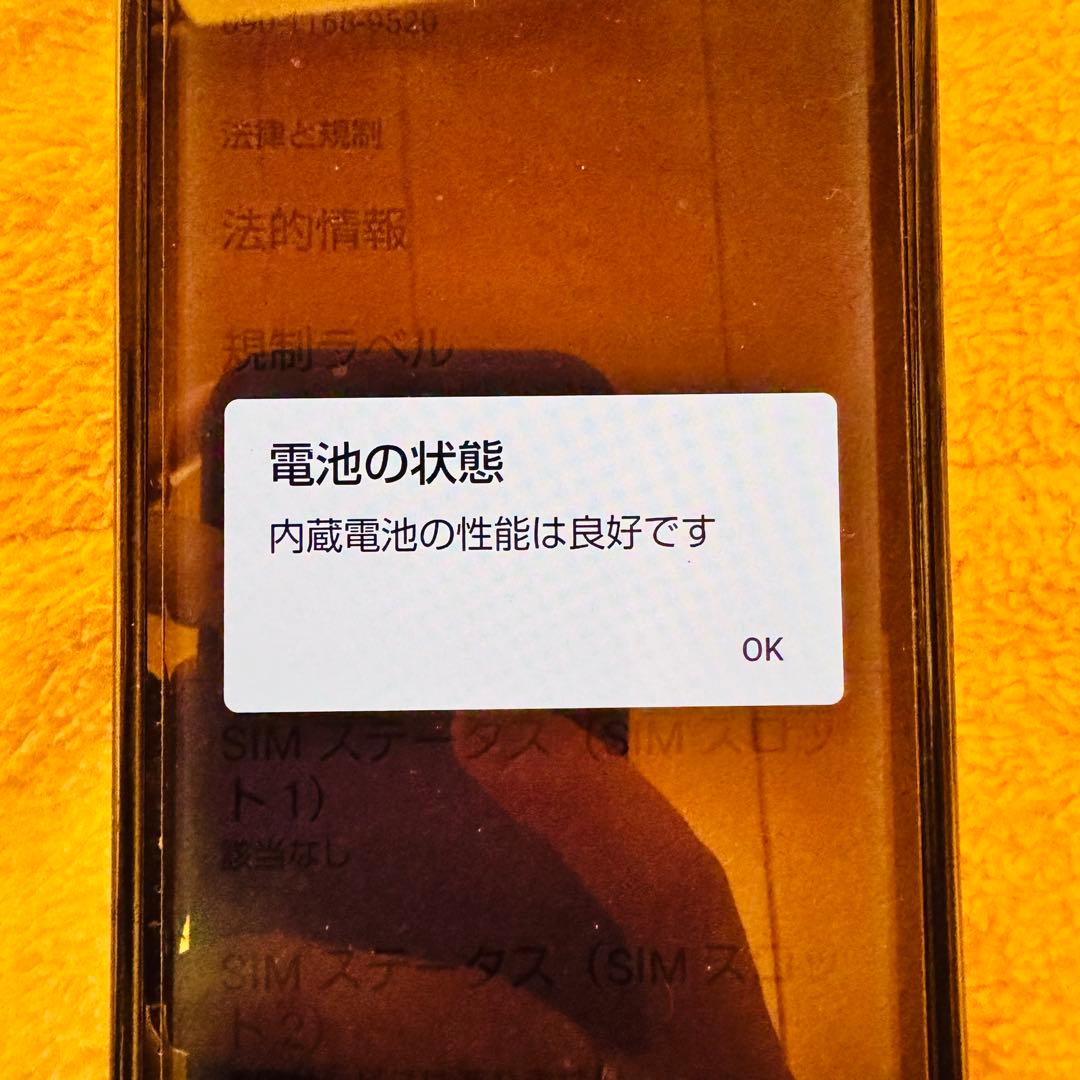 法律と規制
法的情報
規制ラベル
電池の状態
内蔵電池の性能は良好です
OK
SIM ステータス（SIM スロッ
ト 1）
該当なし
SIM ステータス（SIM スロッ
ト 2）